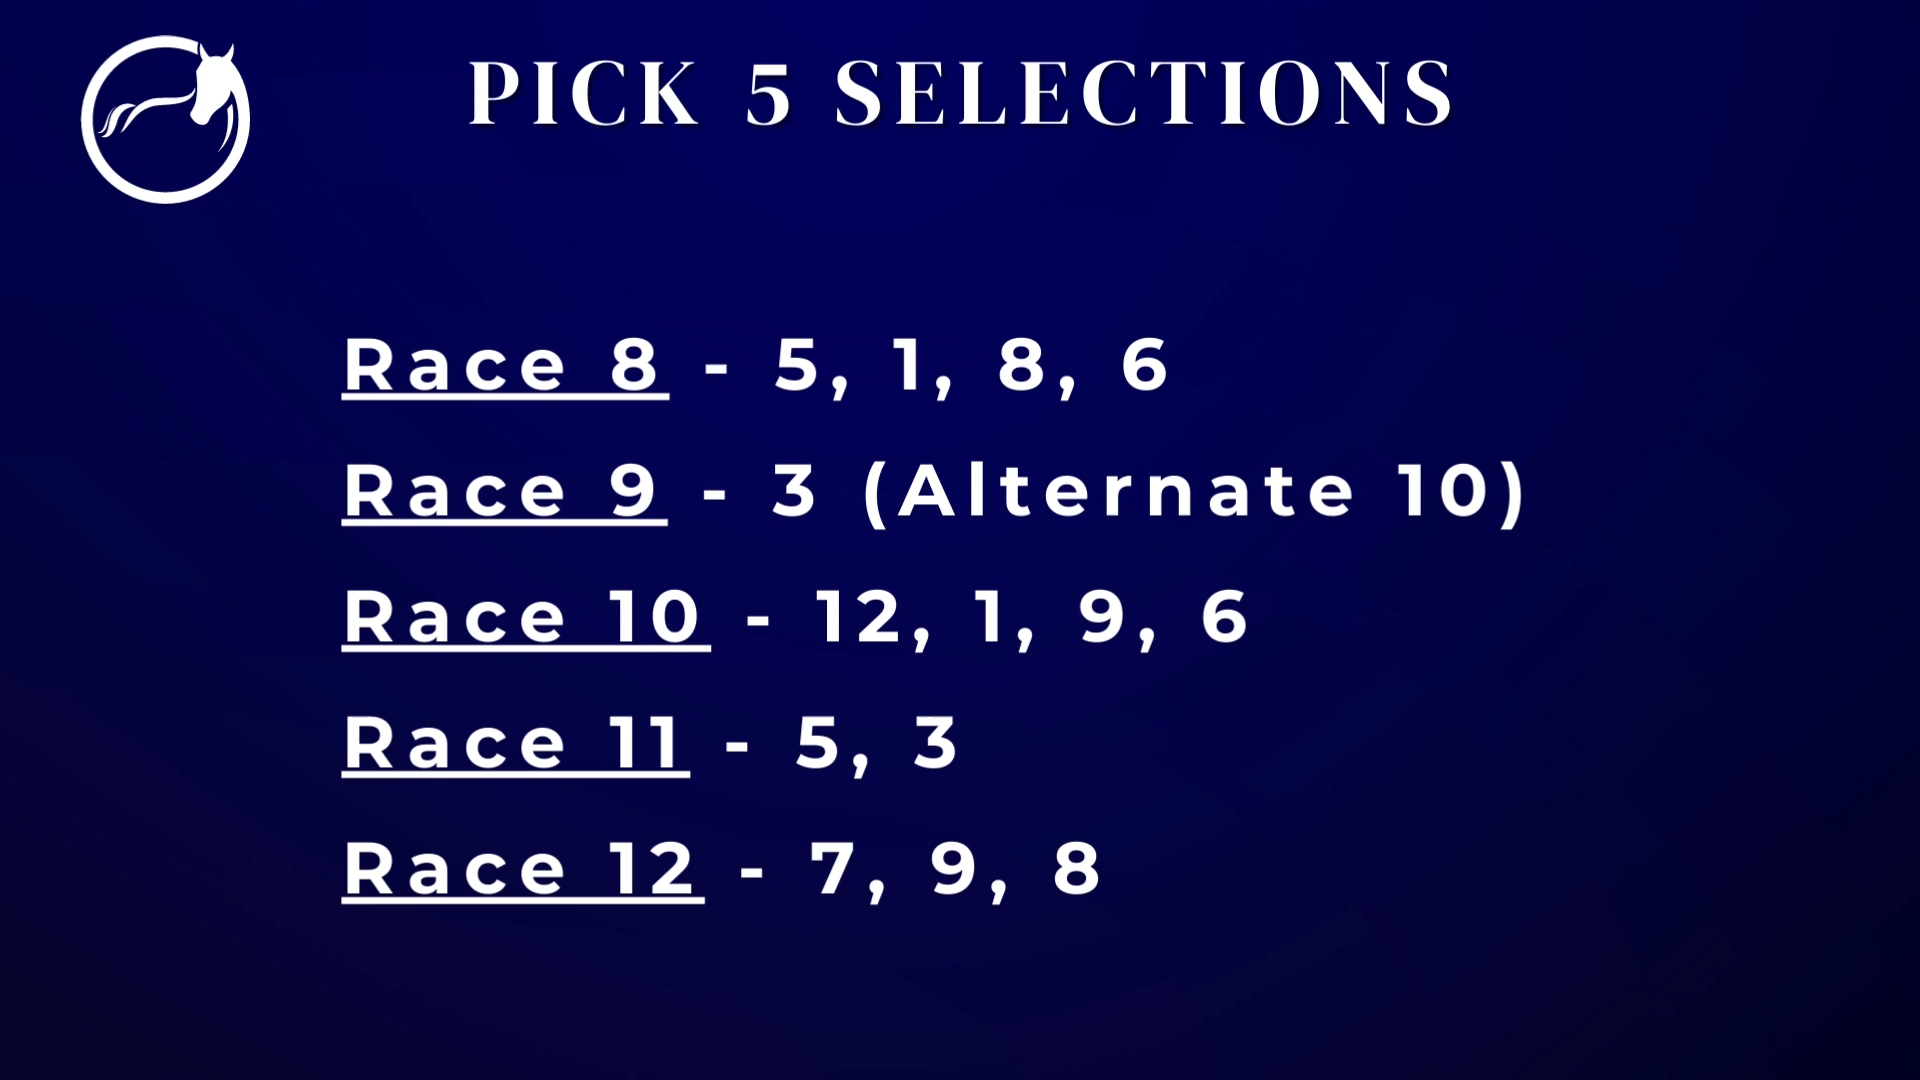 PICK 5 SELECTIONS
Race 8 - 5, 1, 8, 6
Race 9 - 3 (Alternate 10)
Race 10 - 12, 1, 9, 6
Race 11 - 5, 3
Race 12 - 7, 9, 8